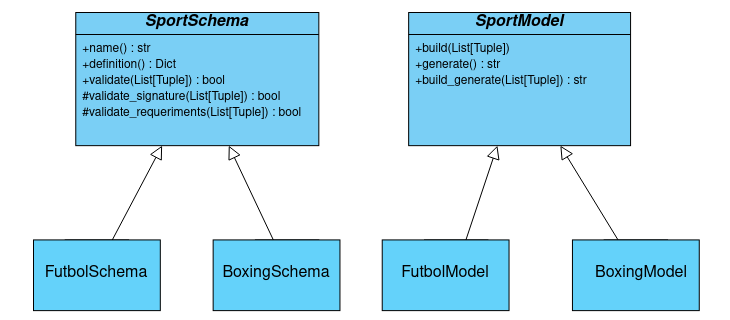 SportSchema
+name() : str
+definition() : Dict
+validate(List[Tuple]) : bool
#validate_signature(List[Tuple]) : bool
#validate_requeriments(List[Tuple]) : bool
SportModel
+build(List[Tuple])
+generate() : str
+build_generate(List[Tuple]) : str
FutbolSchema
BoxingSchema
FutbolModel
BoxingModel